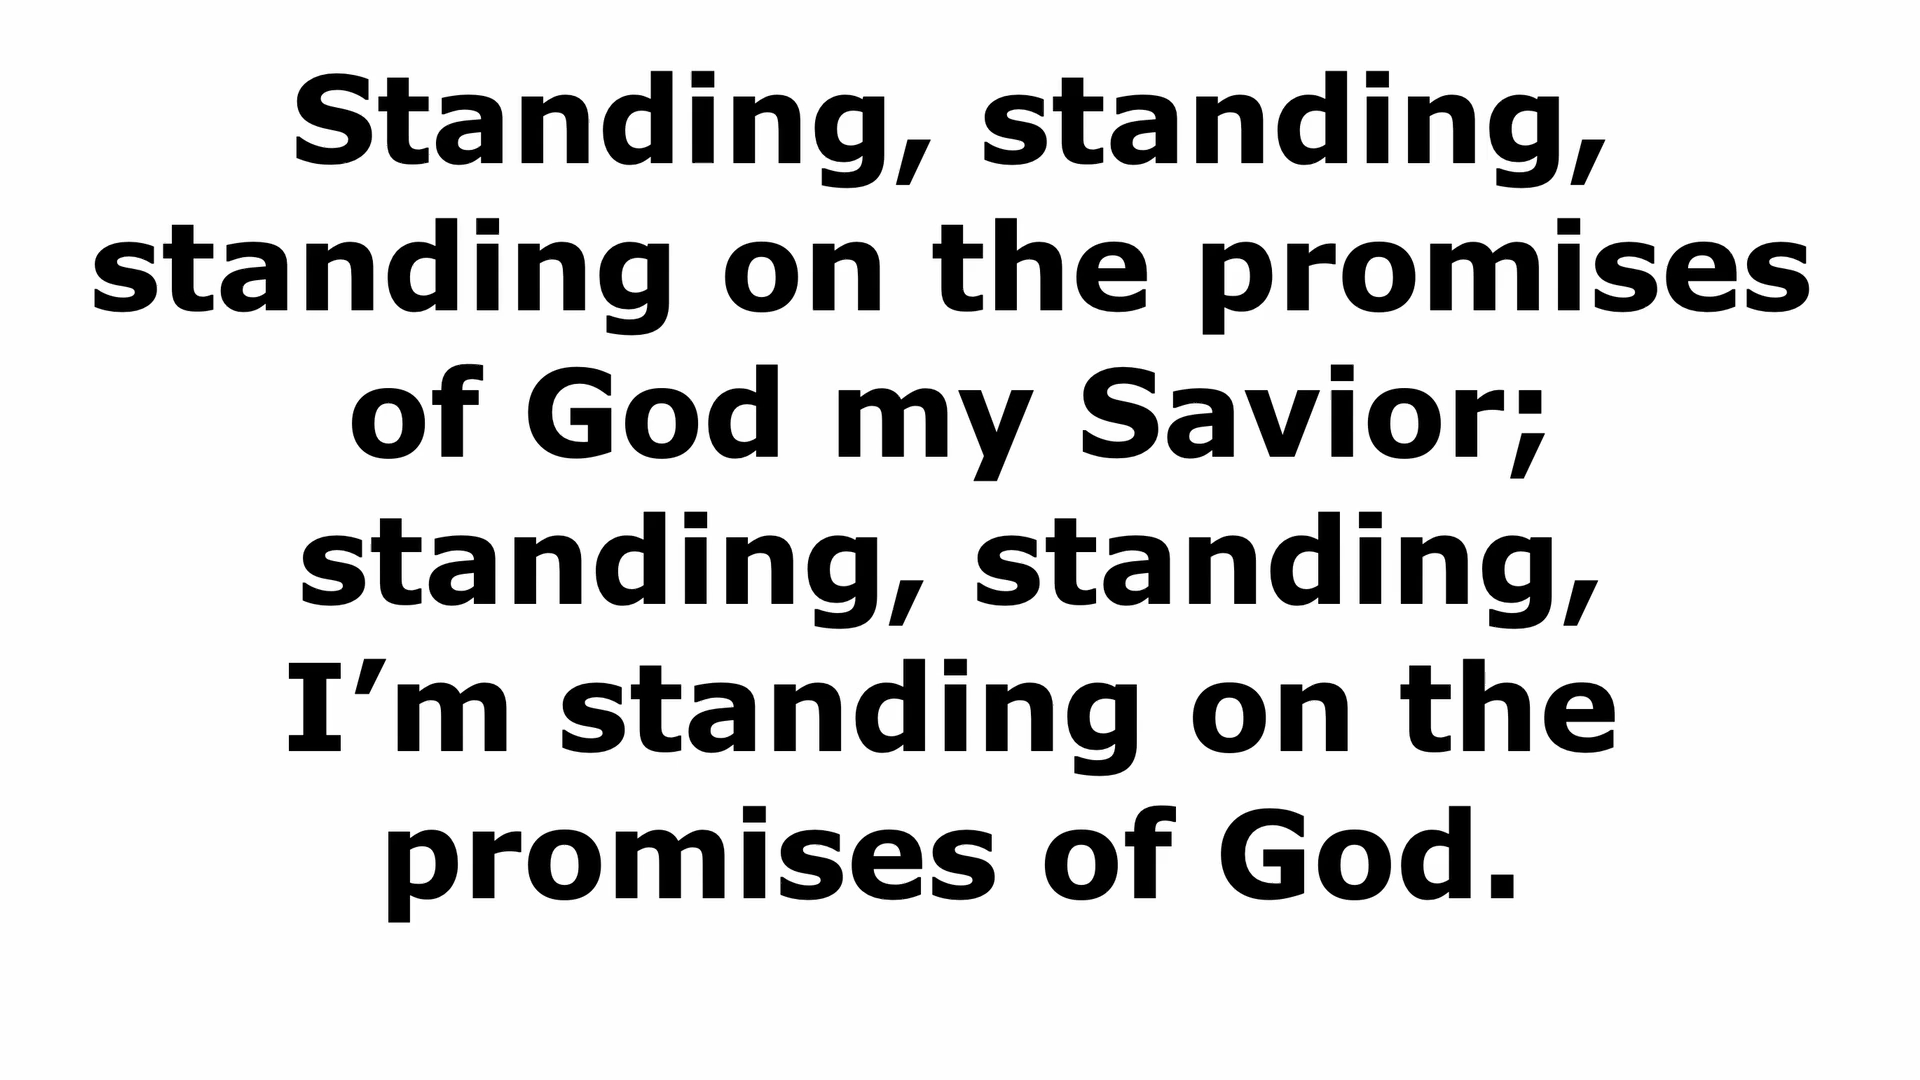 Standing, standing,
standing on the promises
of God my Savior;
standing, standing,
I’m standing on the
promises of God.